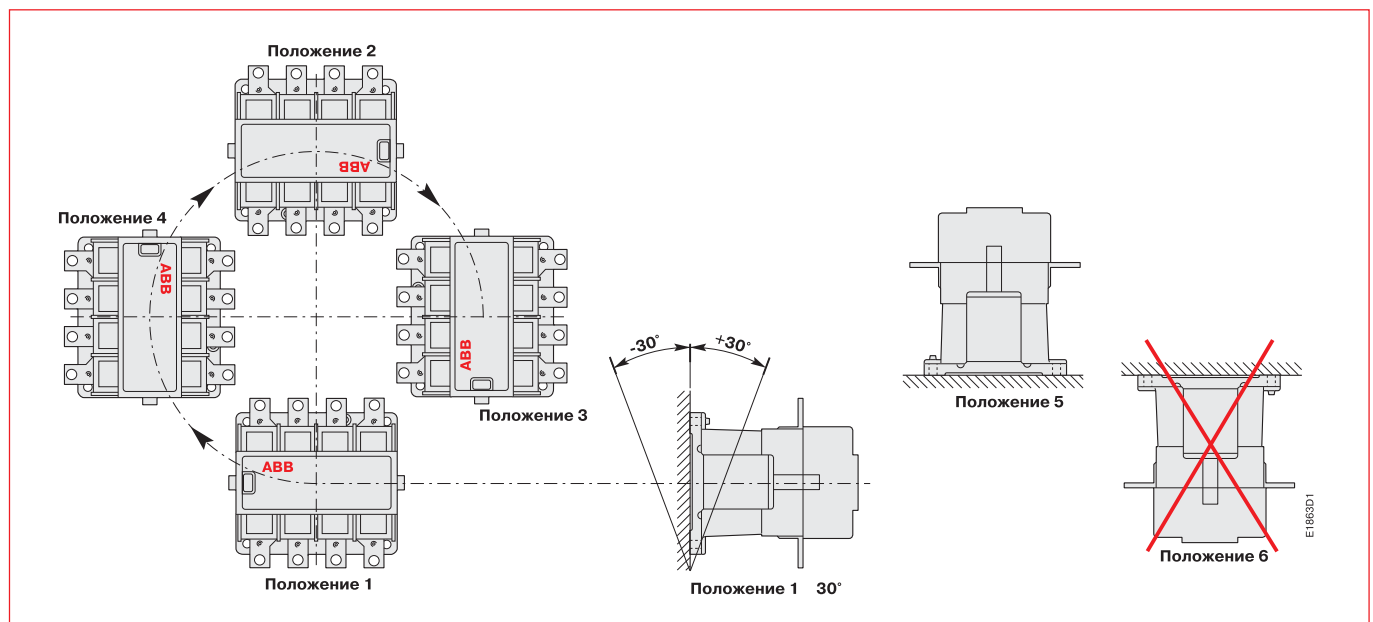 Положение 2
ABB
Положение 4
ABB
ABB
Положение 3
ABB
Положение 1
-30°
+30°
Положение 1 30°
Положение 5
Положение 6
E1863D1